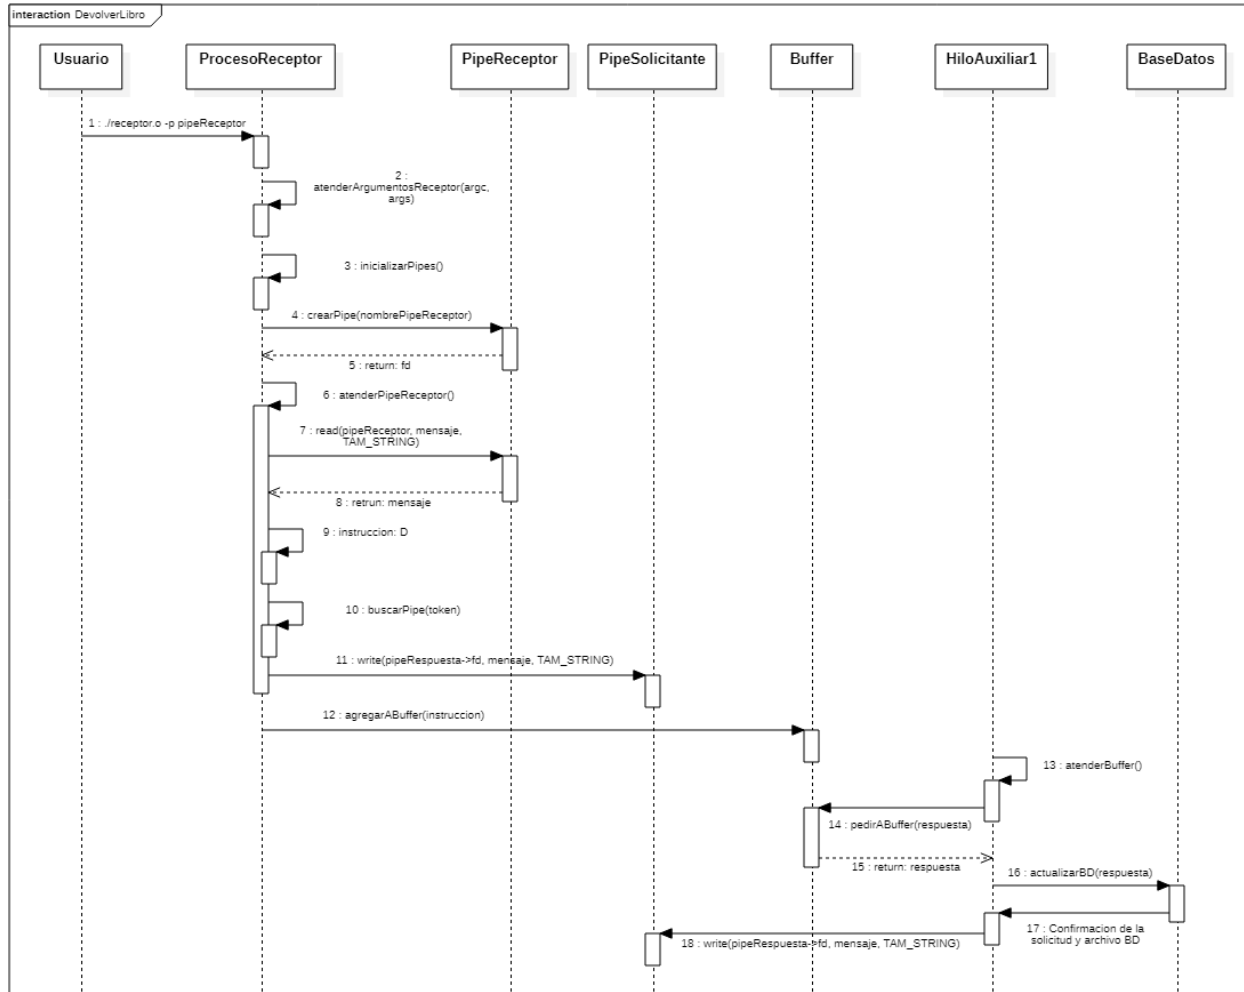 interaction DevolverLibro
Usuario
ProcesoReceptor
PipeReceptor
PipeSolicitante
Buffer
HiloAuxiliar1
BaseDatos
1 : ./receptor.o -p pipeReceptor
2 :
atenderArgumentosReceptor(argc,
args)
3 : inicializarPipes()
4 : crearPipe(nombrePipeReceptor)
5 : return: fd
6 : atenderPipeReceptor()
7 : read(pipeReceptor, mensaje,
TAM_STRING)
8 : retrun: mensaje
9 : instruccion: D
10 : buscarPipe(token)
11 : write(pipeRespuesta->fd, mensaje, TAM_STRING)
12 : agregarABuffer(instruccion)
13 : atenderBuffer()
14 : pedirABuffer(respuesta)
15 : return: respuesta
16 : actualizarBD(respuesta)
17 : Confirmacion de la
solicitud y archivo BD
18 : write(pipeRespuesta->fd, mensaje, TAM_STRING)